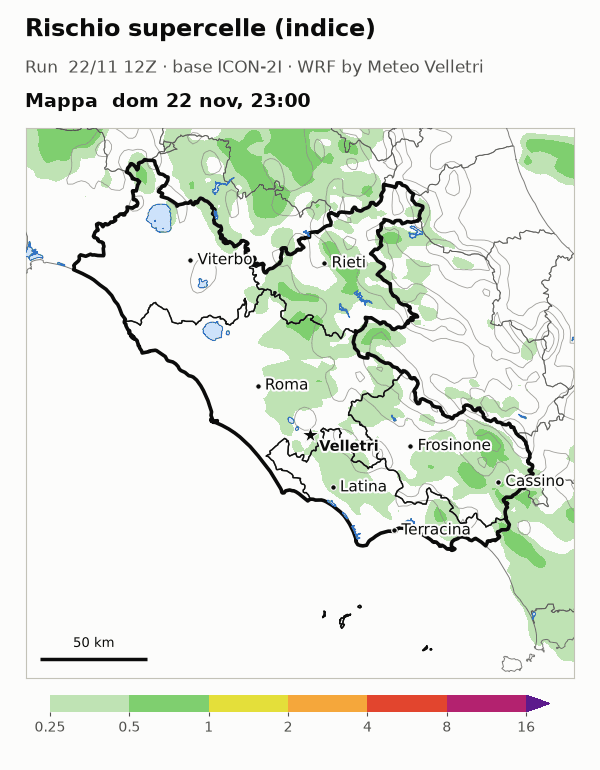 Rischio supercelle (indice)
Run 22/11 12Z · base ICON-2I · WRF by Meteo Velletri
Mappa dom 22 nov, 23:00
Viterbo
Rieti
Roma
Velletri
Frosinone
Cassino
Latina
Terracina
50 km
0.25 0.5 1 2 4 8 16